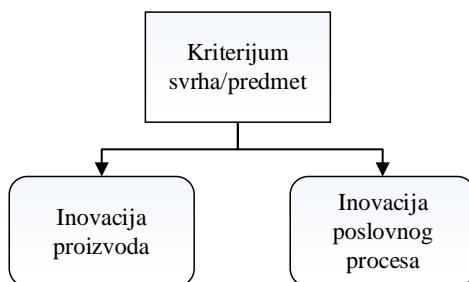 Kriterijum
svrha/predmet
Inovacija
proizvoda
Inovacija
poslovnog
procesa